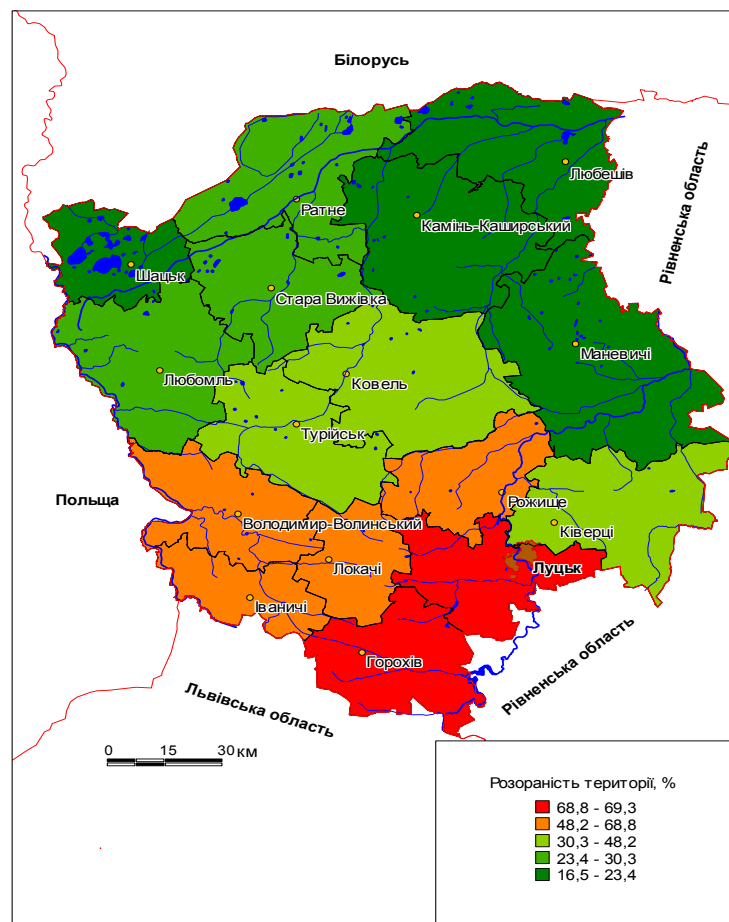 Білорусь
Любешів
Рівненська область
Ратне
Камінь-Каширський
Шацьк
Стара Вижівка
Маневичі
Любомль
Ковель
Турійськ
Польща
Рожище
Володимир-Волинський
Ківерці
Локачі
Луцьк
Іваничі
Горохів
Рівненська область
Львівська область
0 15 30 км
Розораність території, %
68,8 - 69,3
48,2 - 68,8
30,3 - 48,2
23,4 - 30,3
16,5 - 23,4